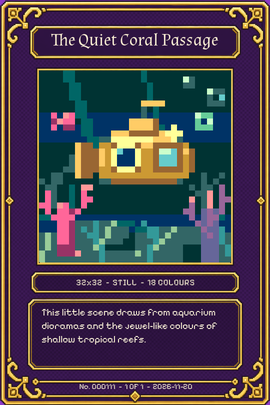 The Quiet Coral Passage
32x32 - STILL - 18 COLOURS
This little scene draws from aquarium
dioramas and the jewel-like colours of
shallow tropical reefs.
No. 000111 - 1 OF 1 - 2026-11-20